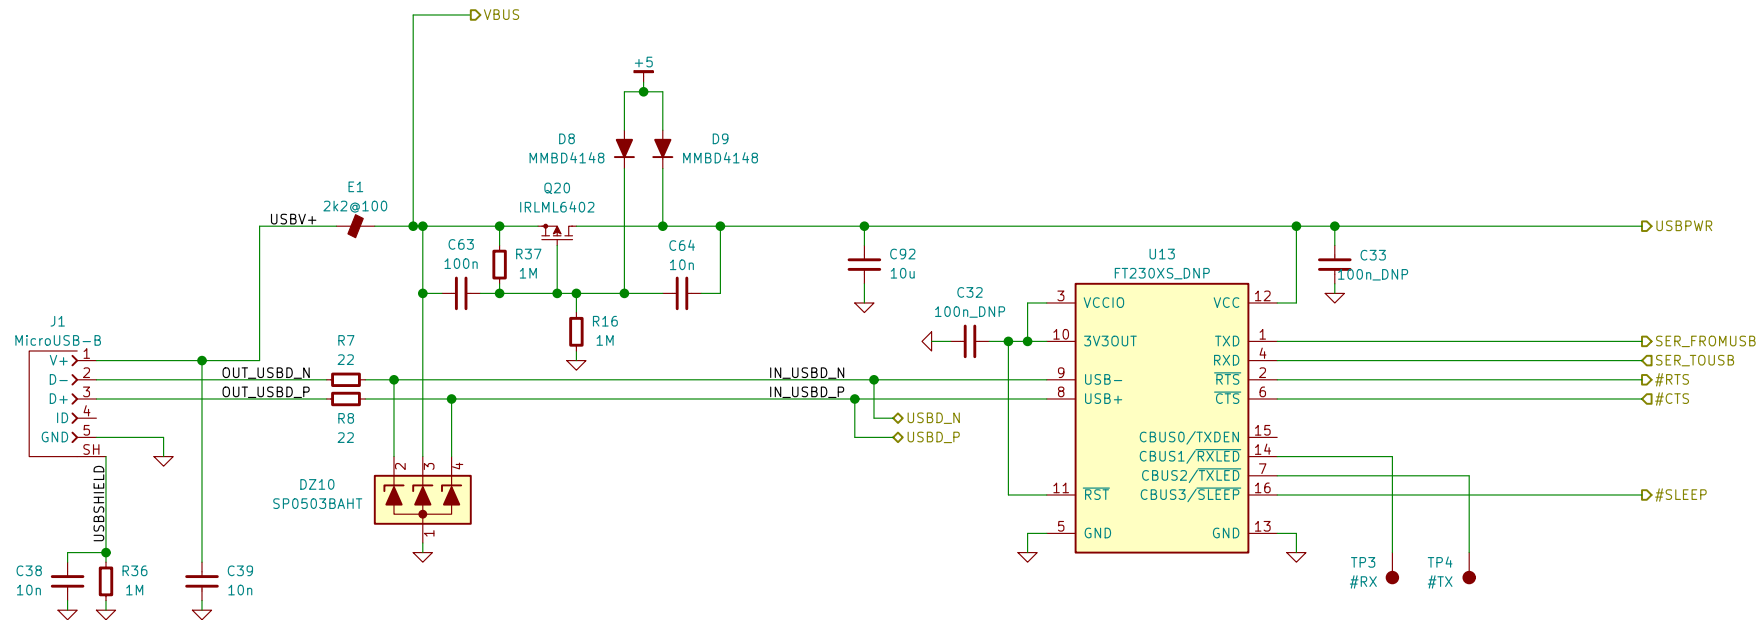 VBUS
+5
D8
MMBD4148
D9
MMBD4148
E1
2k2@100
USBV+
Q20
IRLML6402
USBPWR
C63
100n
R37
1M
C64
10n
C92
10u
U13
FT230XS_DNP
C33
100n_DNP
C32
100n_DNP
R16
1M
J1
MicroUSB-B
V+ 1
D- 2
D+ 3
ID 4
GND 5
SH
USBSHIELD
R7
22
R8
22
OUT_USBD_N
OUT_USBD_P
IN_USBD_N
IN_USBD_P
USBD_N
USBD_P
3 VCCIO
10 3V3OUT
9 USB-
8 USB+
11 RST
5 GND
VCC 12
TXD 1
RXD 4
RTS 2
CTS 6
CBUS0/TXDEN 15
CBUS1/RXLED 14
CBUS2/TXLED 7
CBUS3/SLEEP 16
GND 13
SER_FROMUSB
SER_TOUSB
#RTS
#CTS
#SLEEP
2
3
4
DZ10
SP0503BAHT
1
C38
10n
R36
1M
C39
10n
TP3
#RX
TP4
#TX